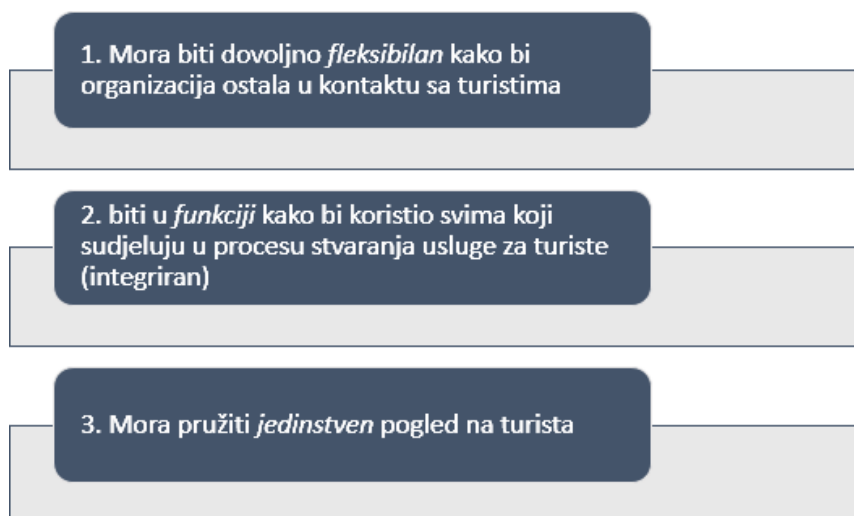 1. Mora biti dovoljno fleksibilan kako bi
organizacija ostala u kontaktu sa turistima
2. biti u funkciji kako bi koristio svima koji
sudjeluju u procesu stvaranja usluge za turiste
(integriran)
3. Mora pružiti jedinstven pogled na turista